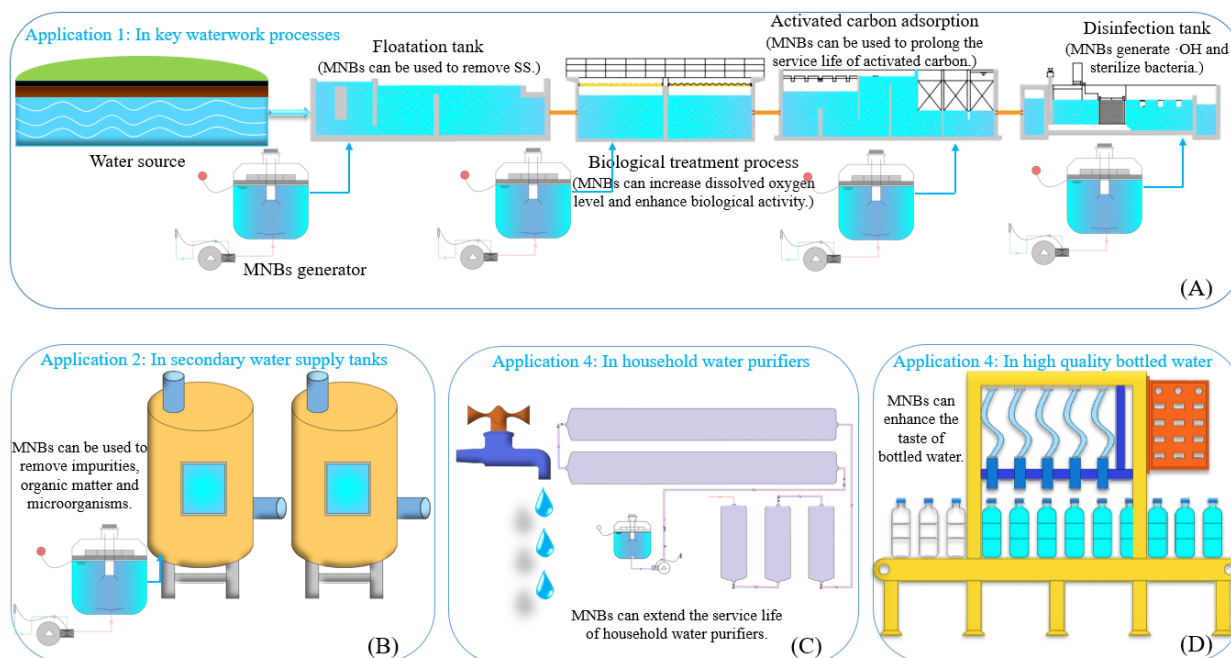 Application 1: In key waterwork processes
Floatation tank
(MNBs can be used to remove SS.)
Activated carbon adsorption
(MNBs can be used to prolong the
service life of activated carbon.)
Disinfection tank
(MNBs generate ·OH and
sterilize bacteria.)
Water source
Biological treatment process
(MNBs can increase dissolved oxygen
level and enhance biological activity.)
MNBs generator
(A)
Application 2: In secondary water supply tanks
MNBs can be used to
remove impurities,
organic matter and
microorganisms.
(B)
Application 4: In household water purifiers
MNBs can extend the service life
of household water purifiers.
(C)
Application 4: In high quality bottled water
MNBs can
enhance the
taste of
bottled water.
(D)